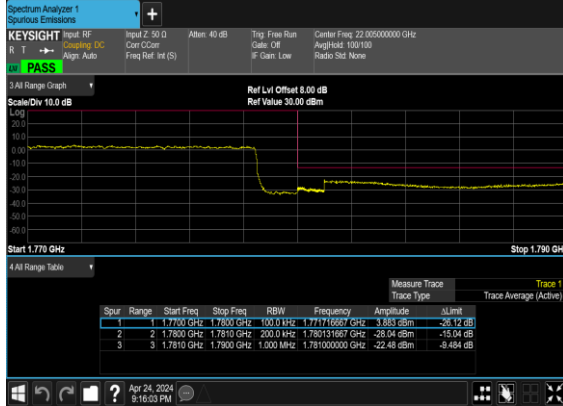 Spectrum Analyzer 1
Spurious Emissions
+
KEYSIGHT Input: RF
R T Coupling: DC
Align: Auto
Input Z: 50 Ω
Corr CCorr
Freq Ref: Int (S)
Atten: 40 dB
Trig: Free Run
Gate: Off
IF Gain: Low
Center Freq: 22.005000000 GHz
Avg|Hold: 100/100
Radio Std: None
PASS
3 All Range Graph
Scale/Div 10.0 dB
Ref Lvl Offset 8.00 dB
Ref Value 30.00 dBm
Log
20.0
10.0
0.00
-10.0
-20.0
-30.0
-40.0
-50.0
-60.0
Start 1.770 GHz
Stop 1.790 GH
4 All Range Table
Measure Trace Trace 1
Trace Type Trace Average (Active)
Spur Range Start Freq Stop Freq RBW Frequency Amplitude ΔLimit
1 1 1.7700 GHz 1.7800 GHz 100.0 kHz 1.771716667 GHz 3.883 dBm -26.12 dB
2 2 1.7800 GHz 1.7810 GHz 200.0 kHz 1.780131667 GHz -28.04 dBm -15.04 dB
3 3 1.7810 GHz 1.7900 GHz 1.000 MHz 1.781000000 GHz -22.48 dBm -9.484 dB
?
Apr 24, 2024
9:16:03 PM